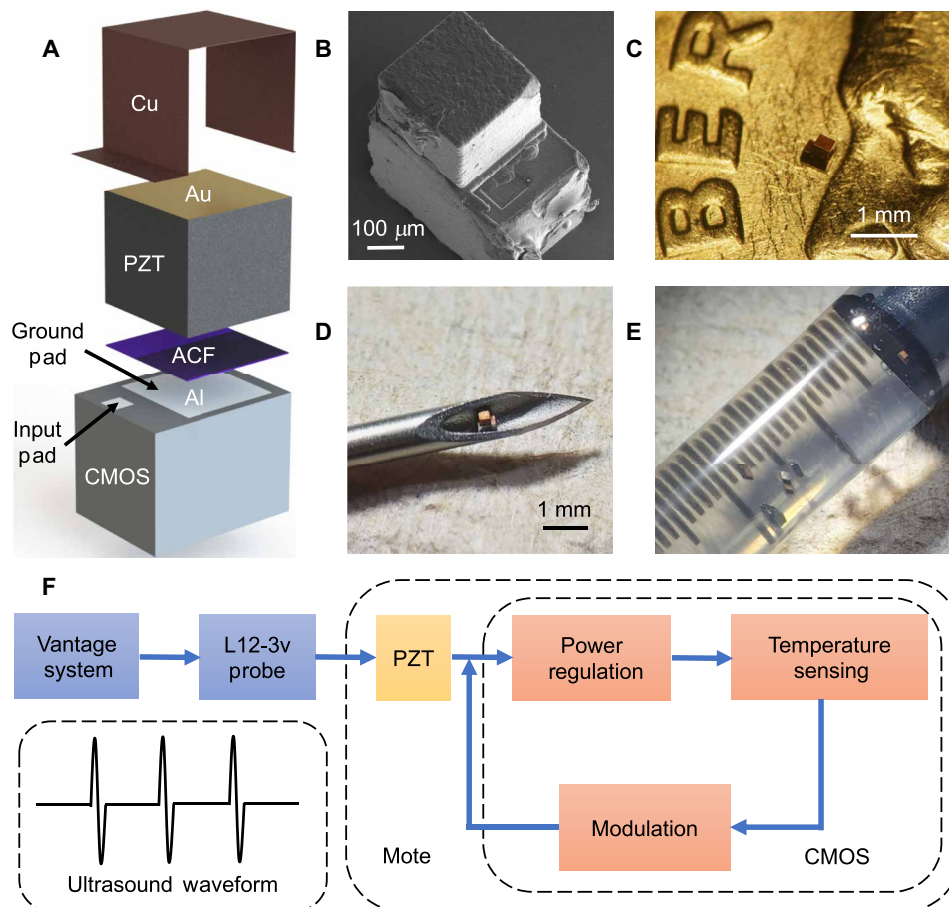 A
Cu
Au
PZT
Ground
pad
ACF
Al
Input
pad
CMOS
B
100 μm
C
BER
1 mm
D
1 mm
E
F
Vantage
system
L12-3v
probe
PZT
Power
regulation
Temperature
sensing
Modulation
Mote
CMOS
Ultrasound waveform